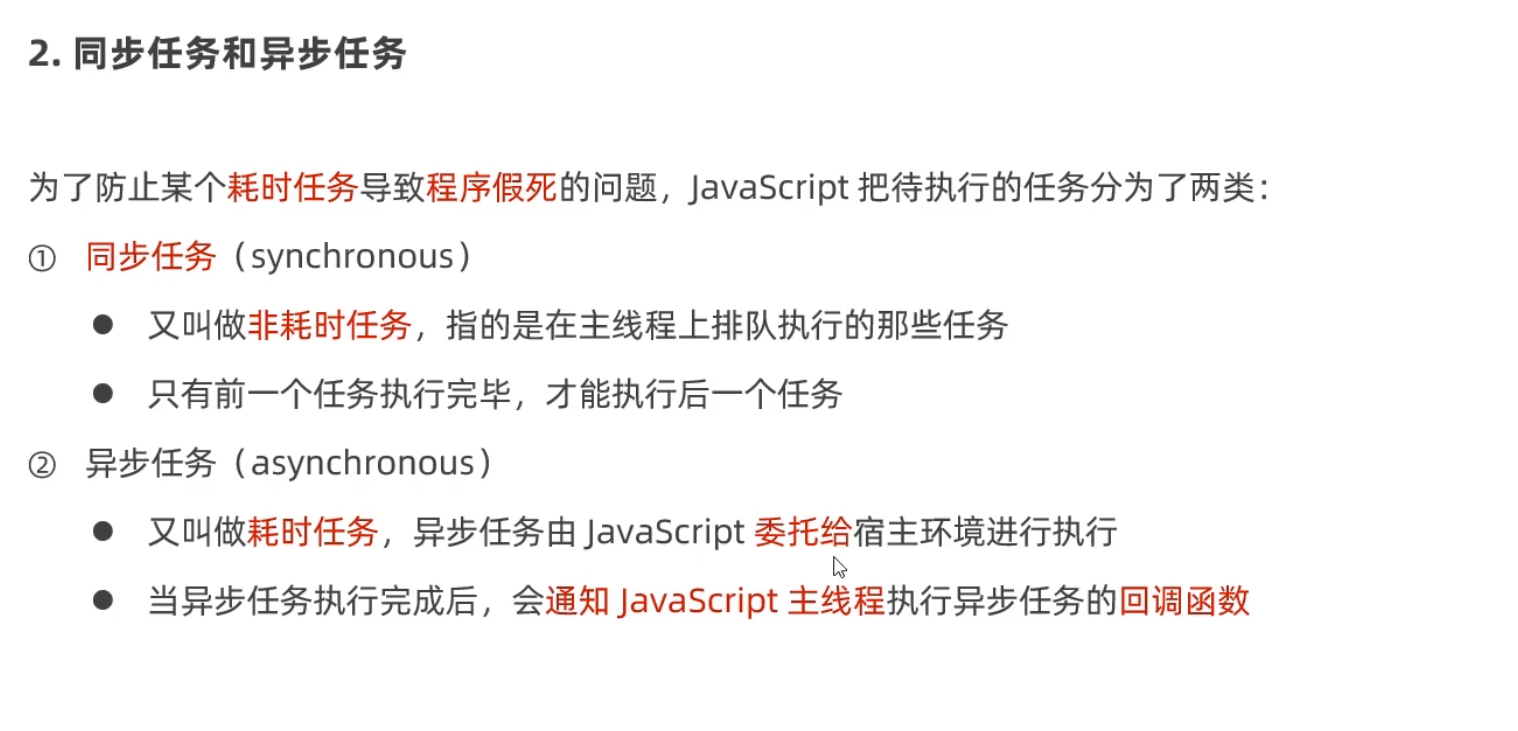 2. 同步任务和异步任务
为了防止某个耗时任务导致程序假死的问题，JavaScript 把待执行的任务分为了两类：
① 同步任务（synchronous）
● 又叫做非耗时任务，指的是在主线程上排队执行的那些任务
● 只有前一个任务执行完毕，才能执行后一个任务
② 异步任务（asynchronous）
● 又叫做耗时任务，异步任务由 JavaScript 委托给宿主环境进行执行
● 当异步任务执行完成后，会通知 JavaScript 主线程执行异步任务的回调函数